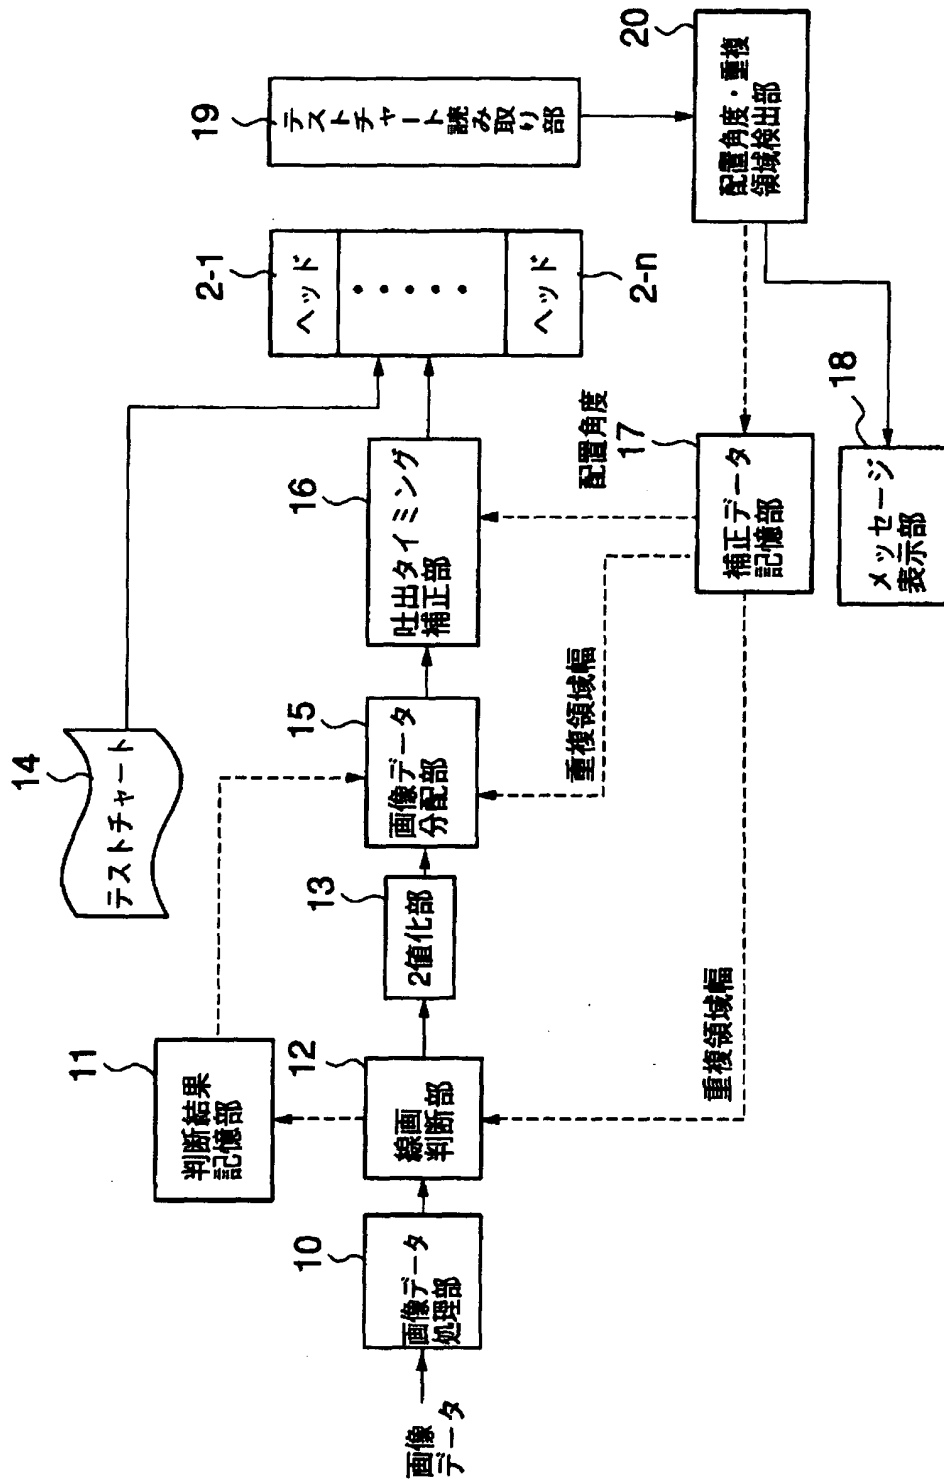 画像
データ
10
画像データ
処理部
11
判断結果
記憶部
12
線画
判断部
13
2値化部
14
テストチャート
15
画像データ
分配部
16
吐出タイミング
補正部
2-1
ヘッド
ヘッド
2-n
19
テストチャート読み取り部
20
配置角度・重複
領域検出部
配置角度
17
補正データ
記憶部
18
メッセージ
表示部
重複領域幅
重複領域幅